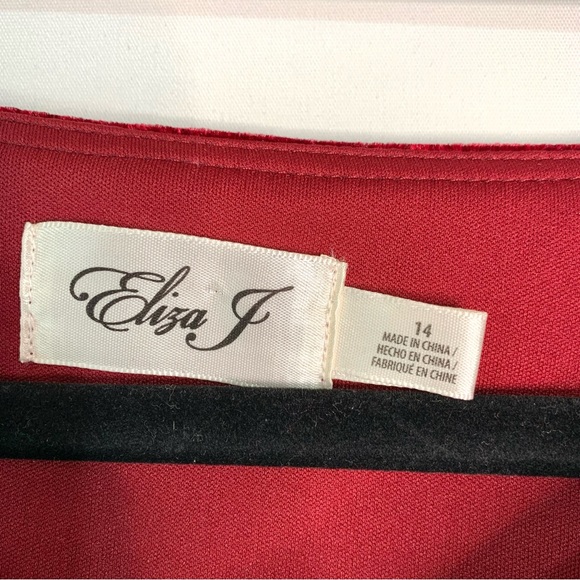 Eliza J
14
MADE IN CHINA /
HECHO EN CHINA /
FABRIQUÉ EN CHINE